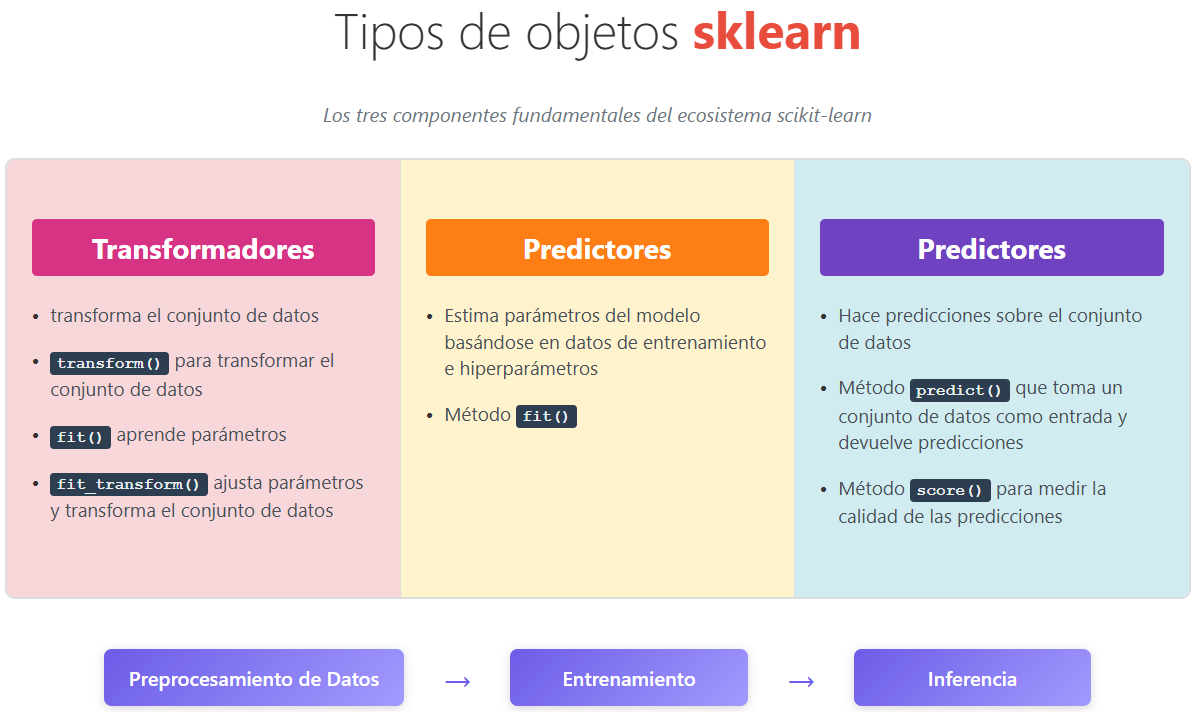 Tipos de objetos sklearn
Los tres componentes fundamentales del ecosistema scikit-learn
Transformadores
• transforma el conjunto de datos
• transform() para transformar el
conjunto de datos
• fit() aprende parámetros
• fit_transform() ajusta parámetros
y transforma el conjunto de datos
Predictores
• Estima parámetros del modelo
basándose en datos de entrenamiento
e hiperparámetros
• Método fit()
Predictores
• Hace predicciones sobre el conjunto
de datos
• Método predict() que toma un
conjunto de datos como entrada y
devuelve predicciones
• Método score() para medir la
calidad de las predicciones
Preprocesamiento de Datos → Entrenamiento → Inferencia